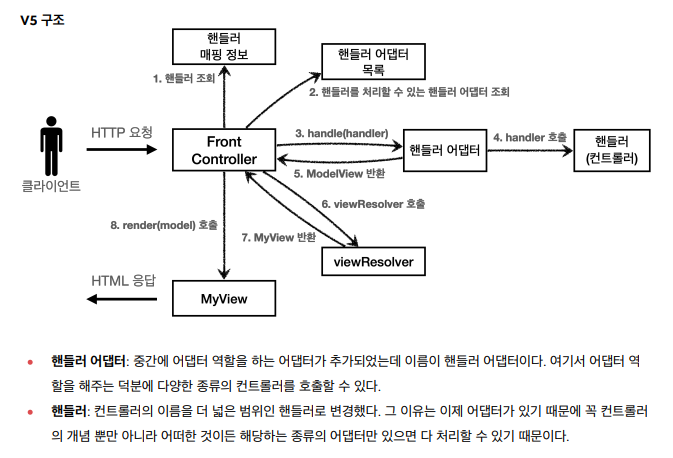 V5 구조
핸들러
매핑 정보
핸들러 어댑터
목록
1. 핸들러 조회
2. 핸들러를 처리할 수 있는 핸들러 어댑터 조회
HTTP 요청
Front
Controller
3. handle(handler)
핸들러 어댑터
4. handler 호출
핸들러
(컨트롤러)
클라이언트
5. ModelView 반환
6. viewResolver 호출
8. render(model) 호출
7. MyView 반환
viewResolver
HTML 응답
MyView
• 핸들러 어댑터: 중간에 어댑터 역할을 하는 어댑터가 추가되었는데 이름이 핸들러 어댑터이다. 여기서 어댑터 역
할을 해주는 덕분에 다양한 종류의 컨트롤러를 호출할 수 있다.
• 핸들러: 컨트롤러의 이름을 더 넓은 범위인 핸들러로 변경했다. 그 이유는 이제 어댑터가 있기 때문에 꼭 컨트롤러
의 개념 뿐만 아니라 어떠한 것이든 해당하는 종류의 어댑터만 있으면 다 처리할 수 있기 때문이다.